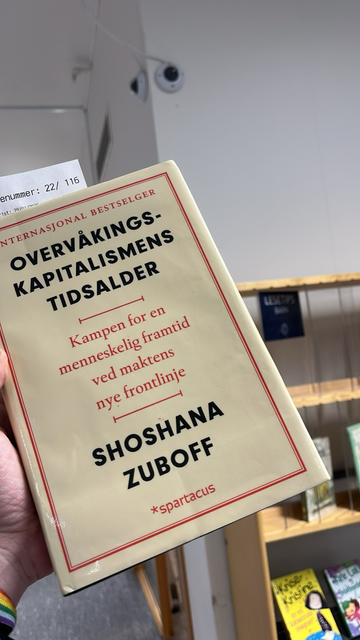 enummer: 22/ 116
NTERNASJONAL BESTSELGER
OVERVÅKINGS-
KAPITALISMENS
TIDSALDER
Kampen for en
menneskelig framtid
ved maktens
nye frontlinje
SHOSHANA
ZUBOFF
*spartacus